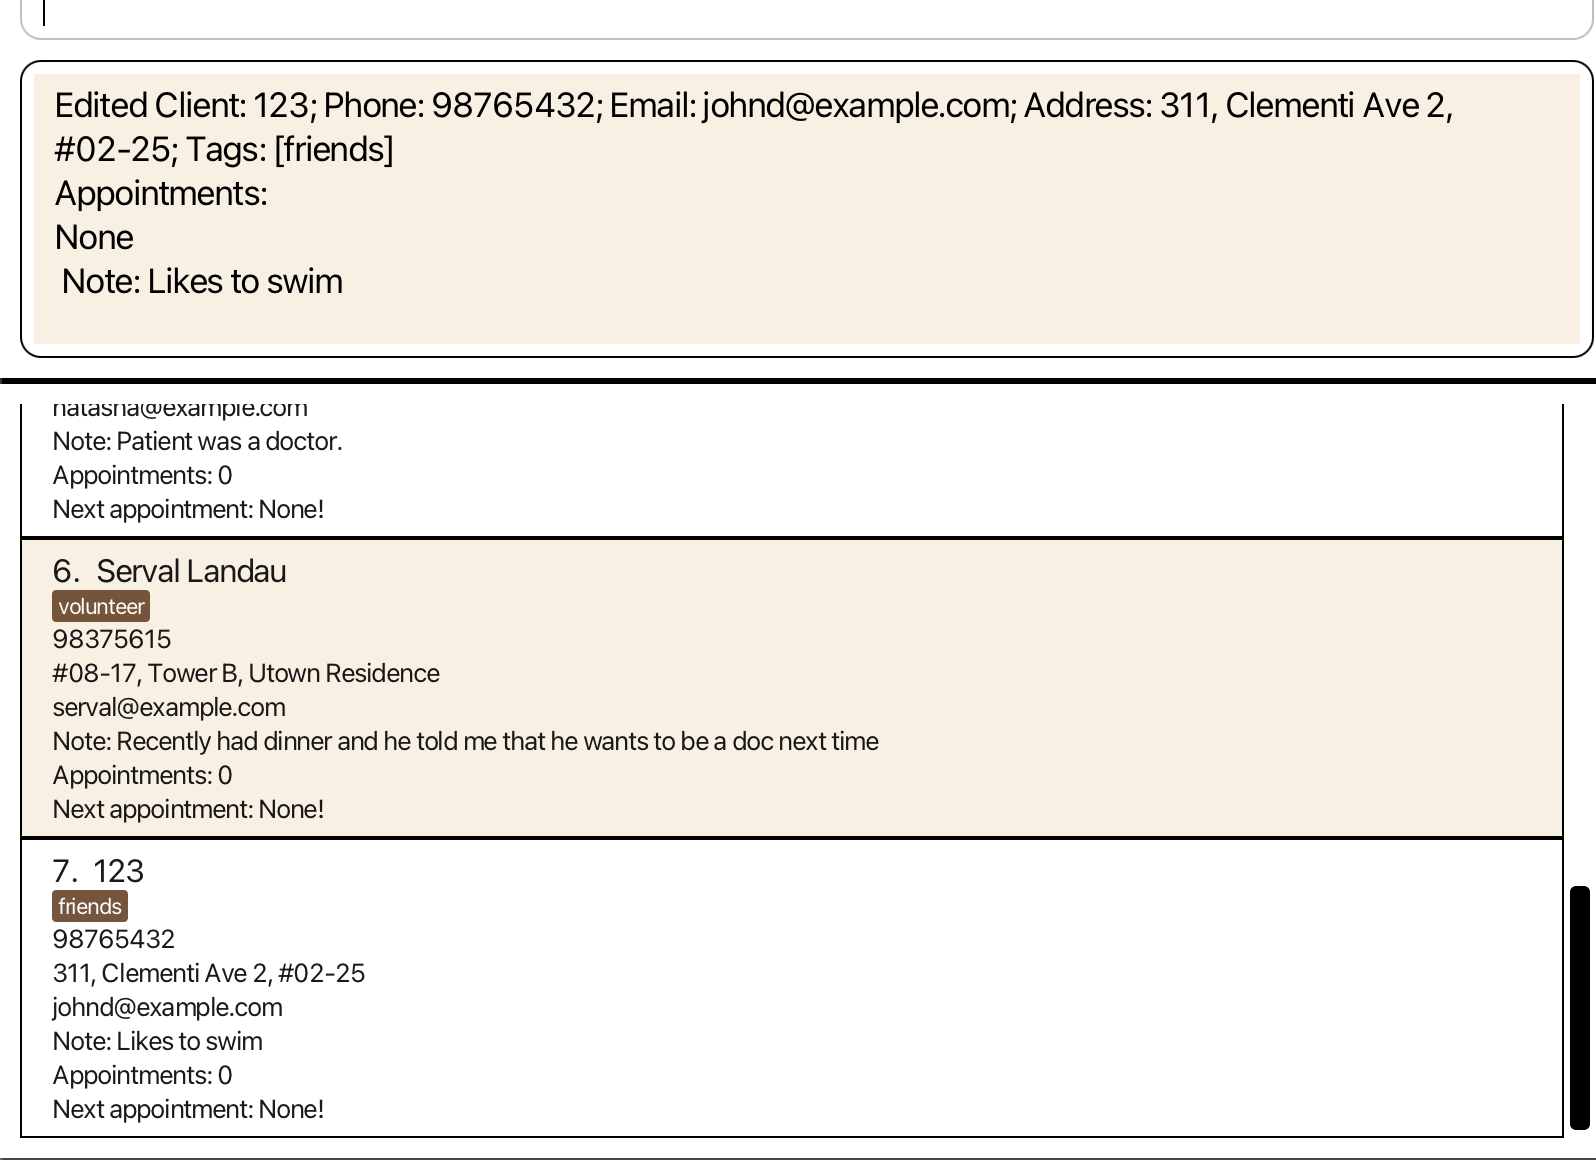 Edited Client: 123; Phone: 98765432; Email: johnd@example.com; Address: 311, Clementi Ave 2,
#02-25; Tags: [friends]
Appointments:
None
Note: Likes to swim
natasha@example.com
Note: Patient was a doctor.
Appointments: 0
Next appointment: None!
6. Serval Landau
volunteer
98375615
#08-17, Tower B, Utown Residence
serval@example.com
Note: Recently had dinner and he told me that he wants to be a doc next time
Appointments: 0
Next appointment: None!
7. 123
friends
98765432
311, Clementi Ave 2, #02-25
johnd@example.com
Note: Likes to swim
Appointments: 0
Next appointment: None!